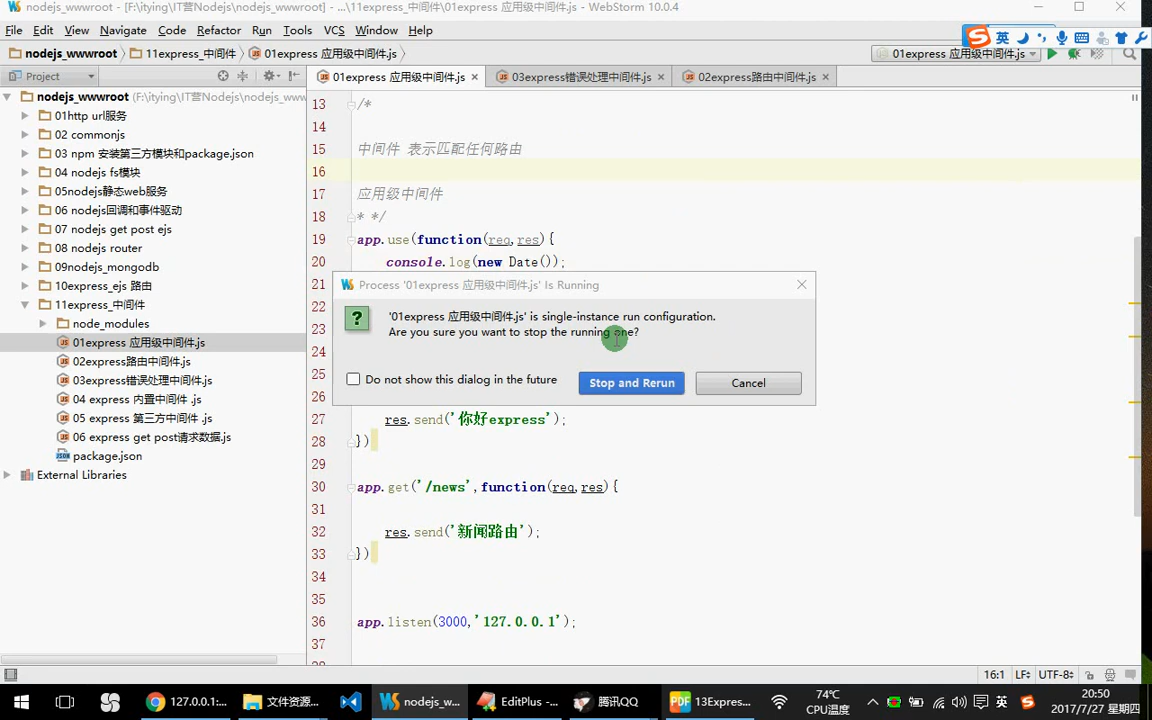 nodejs_wwwroot - [F:\itying\IT营Nodejs\nodejs_wwwroot] - ...\11express_中间件\01express 应用级中间件.js - WebStorm 10.0.4
File Edit View Navigate Code Refactor Run Tools VCS Window Help
英
nodejs_wwwroot 11express_中间件 01express 应用级中间件.js
01express 应用级中间件.js
Project
01express 应用级中间件.js
03express错误处理中间件.js
02express路由中间件.js
nodejs_wwwroot (F:\itying\IT营Nodejs\nodejs_www
01http url服务
02 commonjs
03 npm 安装第三方模块和package.json
04 nodejs fs模块
05nodejs静态web服务
06 nodejs回调和事件驱动
07 nodejs get post ejs
08 nodejs router
09nodejs_mongodb
10express_ejs 路由
11express_中间件
node_modules
01express 应用级中间件.js
02express路由中间件.js
03express错误处理中间件.js
04 express 内置中间件 .js
05 express 第三方中间件 .js
06 express get post请求数据.js
package.json
External Libraries
13 /*
14
15 中间件 表示匹配任何路由
16
17 应用级中间件
18 * */
19 app.use(function(req,res){
20 console.log(new Date());
21
22
23
24
25
26
27 res.send('你好express');
28 })
29
30 app.get('/news',function(req,res){
31
32 res.send('新闻路由');
33 })
34
35
36 app.listen(3000,'127.0.0.1');
37
Process '01express 应用级中间件.js' Is Running
'01express 应用级中间件.js' is single-instance run configuration.
Are you sure you want to stop the running one?
Do not show this dialog in the future
Stop and Rerun
Cancel
16:1 LF UTF-8
127.0.0.1:...
文件资源...
nodejs_w...
EditPlus -...
腾讯QQ
13Expres...
74℃
CPU温度
英
20:50
2017/7/27 星期四